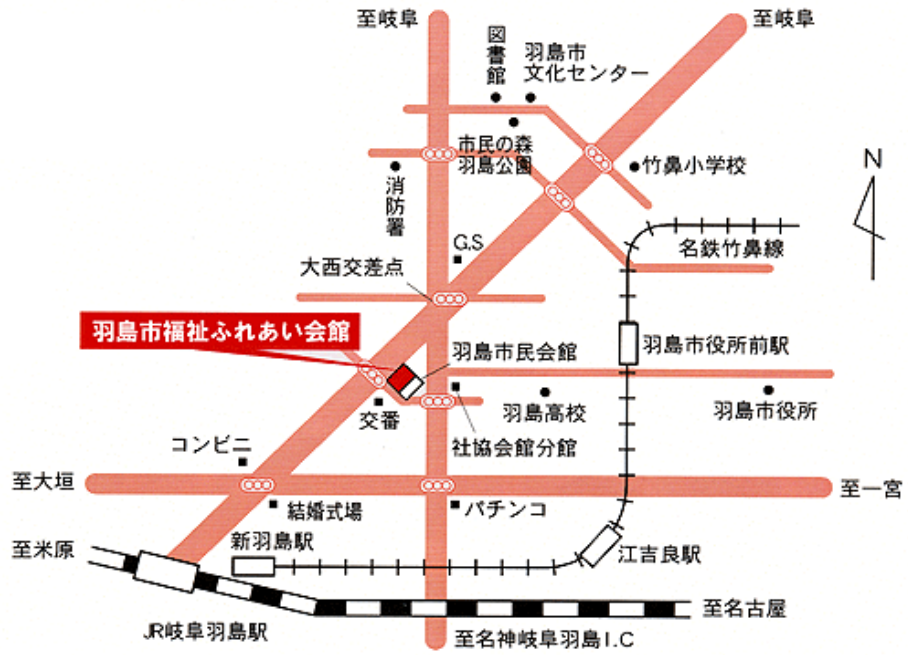 至岐阜
至岐阜
図書館
羽島市
文化センター
市民の森
羽島公園
竹鼻小学校
消防署
N
G.S
名鉄竹鼻線
大西交差点
羽島市福祉ふれあい会館
羽島市民会館
羽島市役所前駅
交番
羽島高校
羽島市役所
社協会館分館
コンビニ
至大垣
至一宮
結婚式場
パチンコ
新羽島駅
至米原
江吉良駅
至名古屋
JR岐阜羽島駅
至名神岐阜羽島I.C